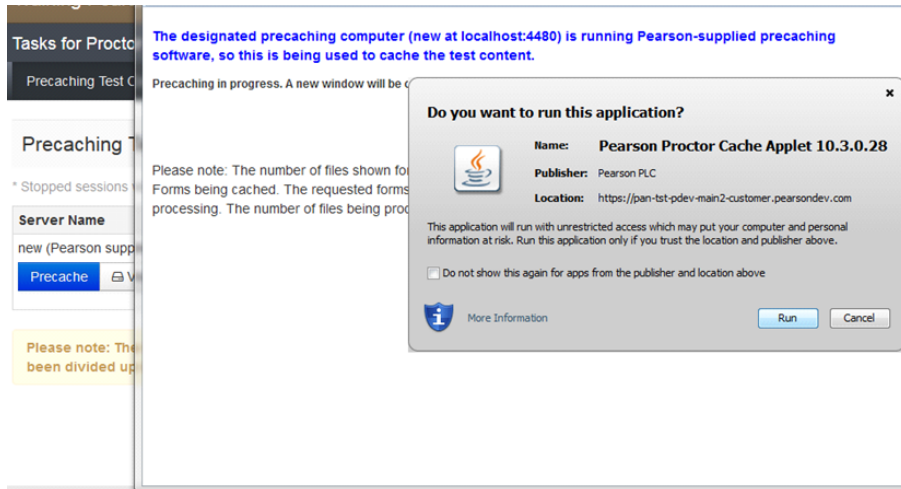 Tasks for Procto
Precaching Test C
Precaching T
* Stopped sessions
Server Name
new (Pearson supp
Precache V
Please note: The
been divided up
The designated precaching computer (new at localhost:4480) is running Pearson-supplied precaching
software, so this is being used to cache the test content.
Precaching in progress. A new window will be
Please note: The number of files shown fo
Forms being cached. The requested forms
processing. The number of files being proc
x
Do you want to run this application?
Name: Pearson Proctor Cache Applet 10.3.0.28
Publisher: Pearson PLC
Location: https://pan-tst-pdev-main2-customer.pearsondev.com
This application will run with unrestricted access which may put your computer and personal
information at risk. Run this application only if you trust the location and publisher above.
Do not show this again for apps from the publisher and location above
More Information
Run Cancel